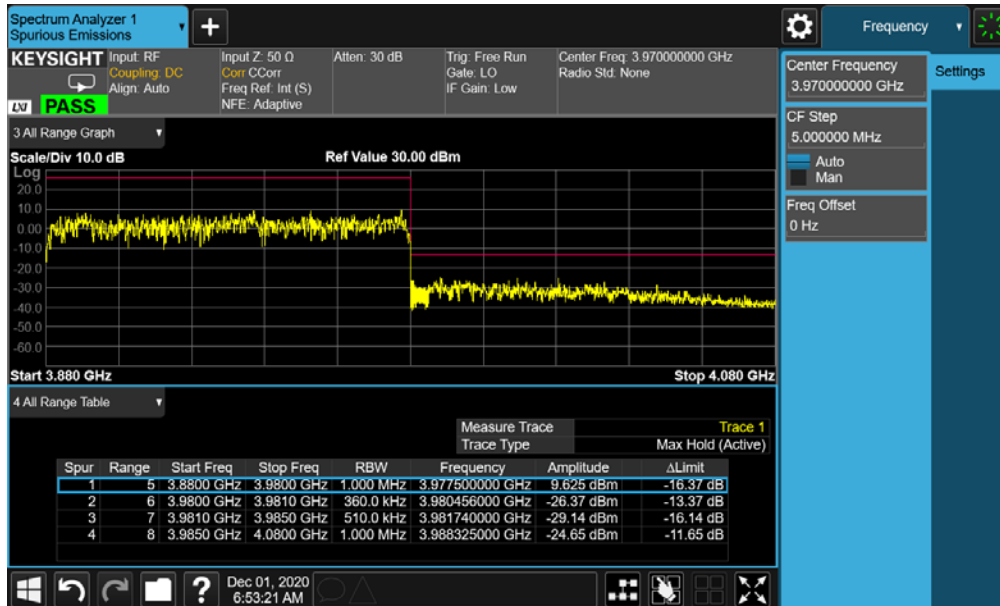 Spectrum Analyzer 1
Spurious Emissions
+
Frequency
KEYSIGHT
Input: RF
Coupling: DC
Align: Auto
Input Z: 50 Ω
Corr CCorr
Freq Ref: Int (S)
NFE: Adaptive
Atten: 30 dB
Trig: Free Run
Gate: LO
IF Gain: Low
Center Freq: 3.970000000 GHz
Radio Std: None
LXI PASS
Center Frequency
3.970000000 GHz
Settings
CF Step
5.000000 MHz
Auto
Man
Freq Offset
0 Hz
3 All Range Graph
Scale/Div 10.0 dB Ref Value 30.00 dBm
Log
20.0
10.0
0.00
-10.0
-20.0
-30.0
-40.0
-50.0
-60.0
Start 3.880 GHz Stop 4.080 GHz
4 All Range Table
Measure Trace Trace 1
Trace Type Max Hold (Active)
Spur Range Start Freq Stop Freq RBW Frequency Amplitude ΔLimit
1 5 3.8800 GHz 3.9800 GHz 1.000 MHz 3.977500000 GHz 9.625 dBm -16.37 dB
2 6 3.9800 GHz 3.9810 GHz 360.0 kHz 3.980456000 GHz -26.37 dBm -13.37 dB
3 7 3.9810 GHz 3.9850 GHz 510.0 kHz 3.981740000 GHz -29.14 dBm -16.14 dB
4 8 3.9850 GHz 4.0800 GHz 1.000 MHz 3.988325000 GHz -24.65 dBm -11.65 dB
?
Dec 01, 2020
6:53:21 AM